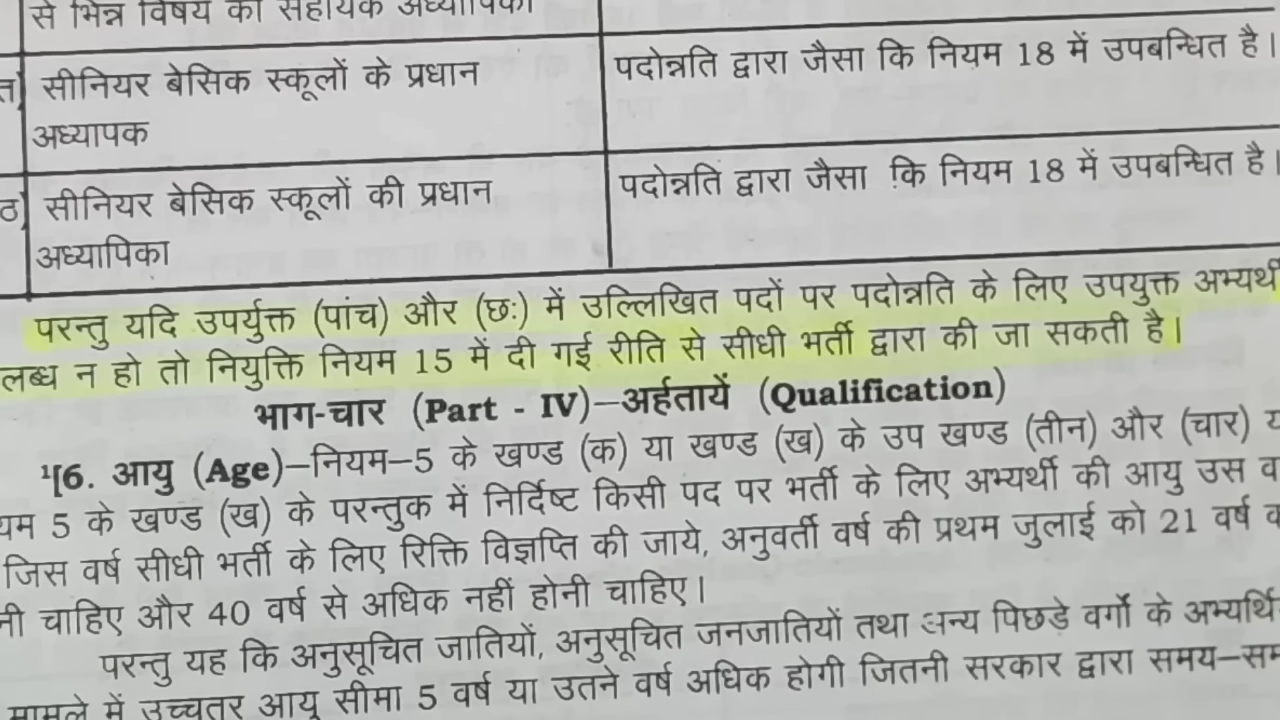 से भिन्न विषय की सहायक अध्यापिका
त) सीनियर बेसिक स्कूलों के प्रधान अध्यापक
पदोन्नति द्वारा जैसा कि नियम 18 में उपबन्धित है।
ठ) सीनियर बेसिक स्कूलों की प्रधान अध्यापिका
पदोन्नति द्वारा जैसा कि नियम 18 में उपबन्धित है।
परन्तु यदि उपर्युक्त (पांच) और (छः) में उल्लिखित पदों पर पदोन्नति के लिए उपयुक्त अभ्यर्थी
लब्ध न हो तो नियुक्ति नियम 15 में दी गई रीति से सीधी भर्ती द्वारा की जा सकती है।
भाग-चार (Part - IV)–अर्हतायें (Qualification)
¹[6. आयु (Age)–नियम–5 के खण्ड (क) या खण्ड (ख) के उप खण्ड (तीन) और (चार) य
यम 5 के खण्ड (ख) के परन्तुक में निर्दिष्ट किसी पद पर भर्ती के लिए अभ्यर्थी की आयु उस व
जिस वर्ष सीधी भर्ती के लिए रिक्ति विज्ञप्ति की जाये, अनुवर्ती वर्ष की प्रथम जुलाई को 21 वर्ष क
नी चाहिए और 40 वर्ष से अधिक नहीं होनी चाहिए।
परन्तु यह कि अनुसूचित जातियों, अनुसूचित जनजातियों तथा अन्य पिछड़े वर्गों के अभ्यर्थि
मामले में उच्चतर आयु सीमा 5 वर्ष या उतने वर्ष अधिक होगी जितनी सरकार द्वारा समय–सम